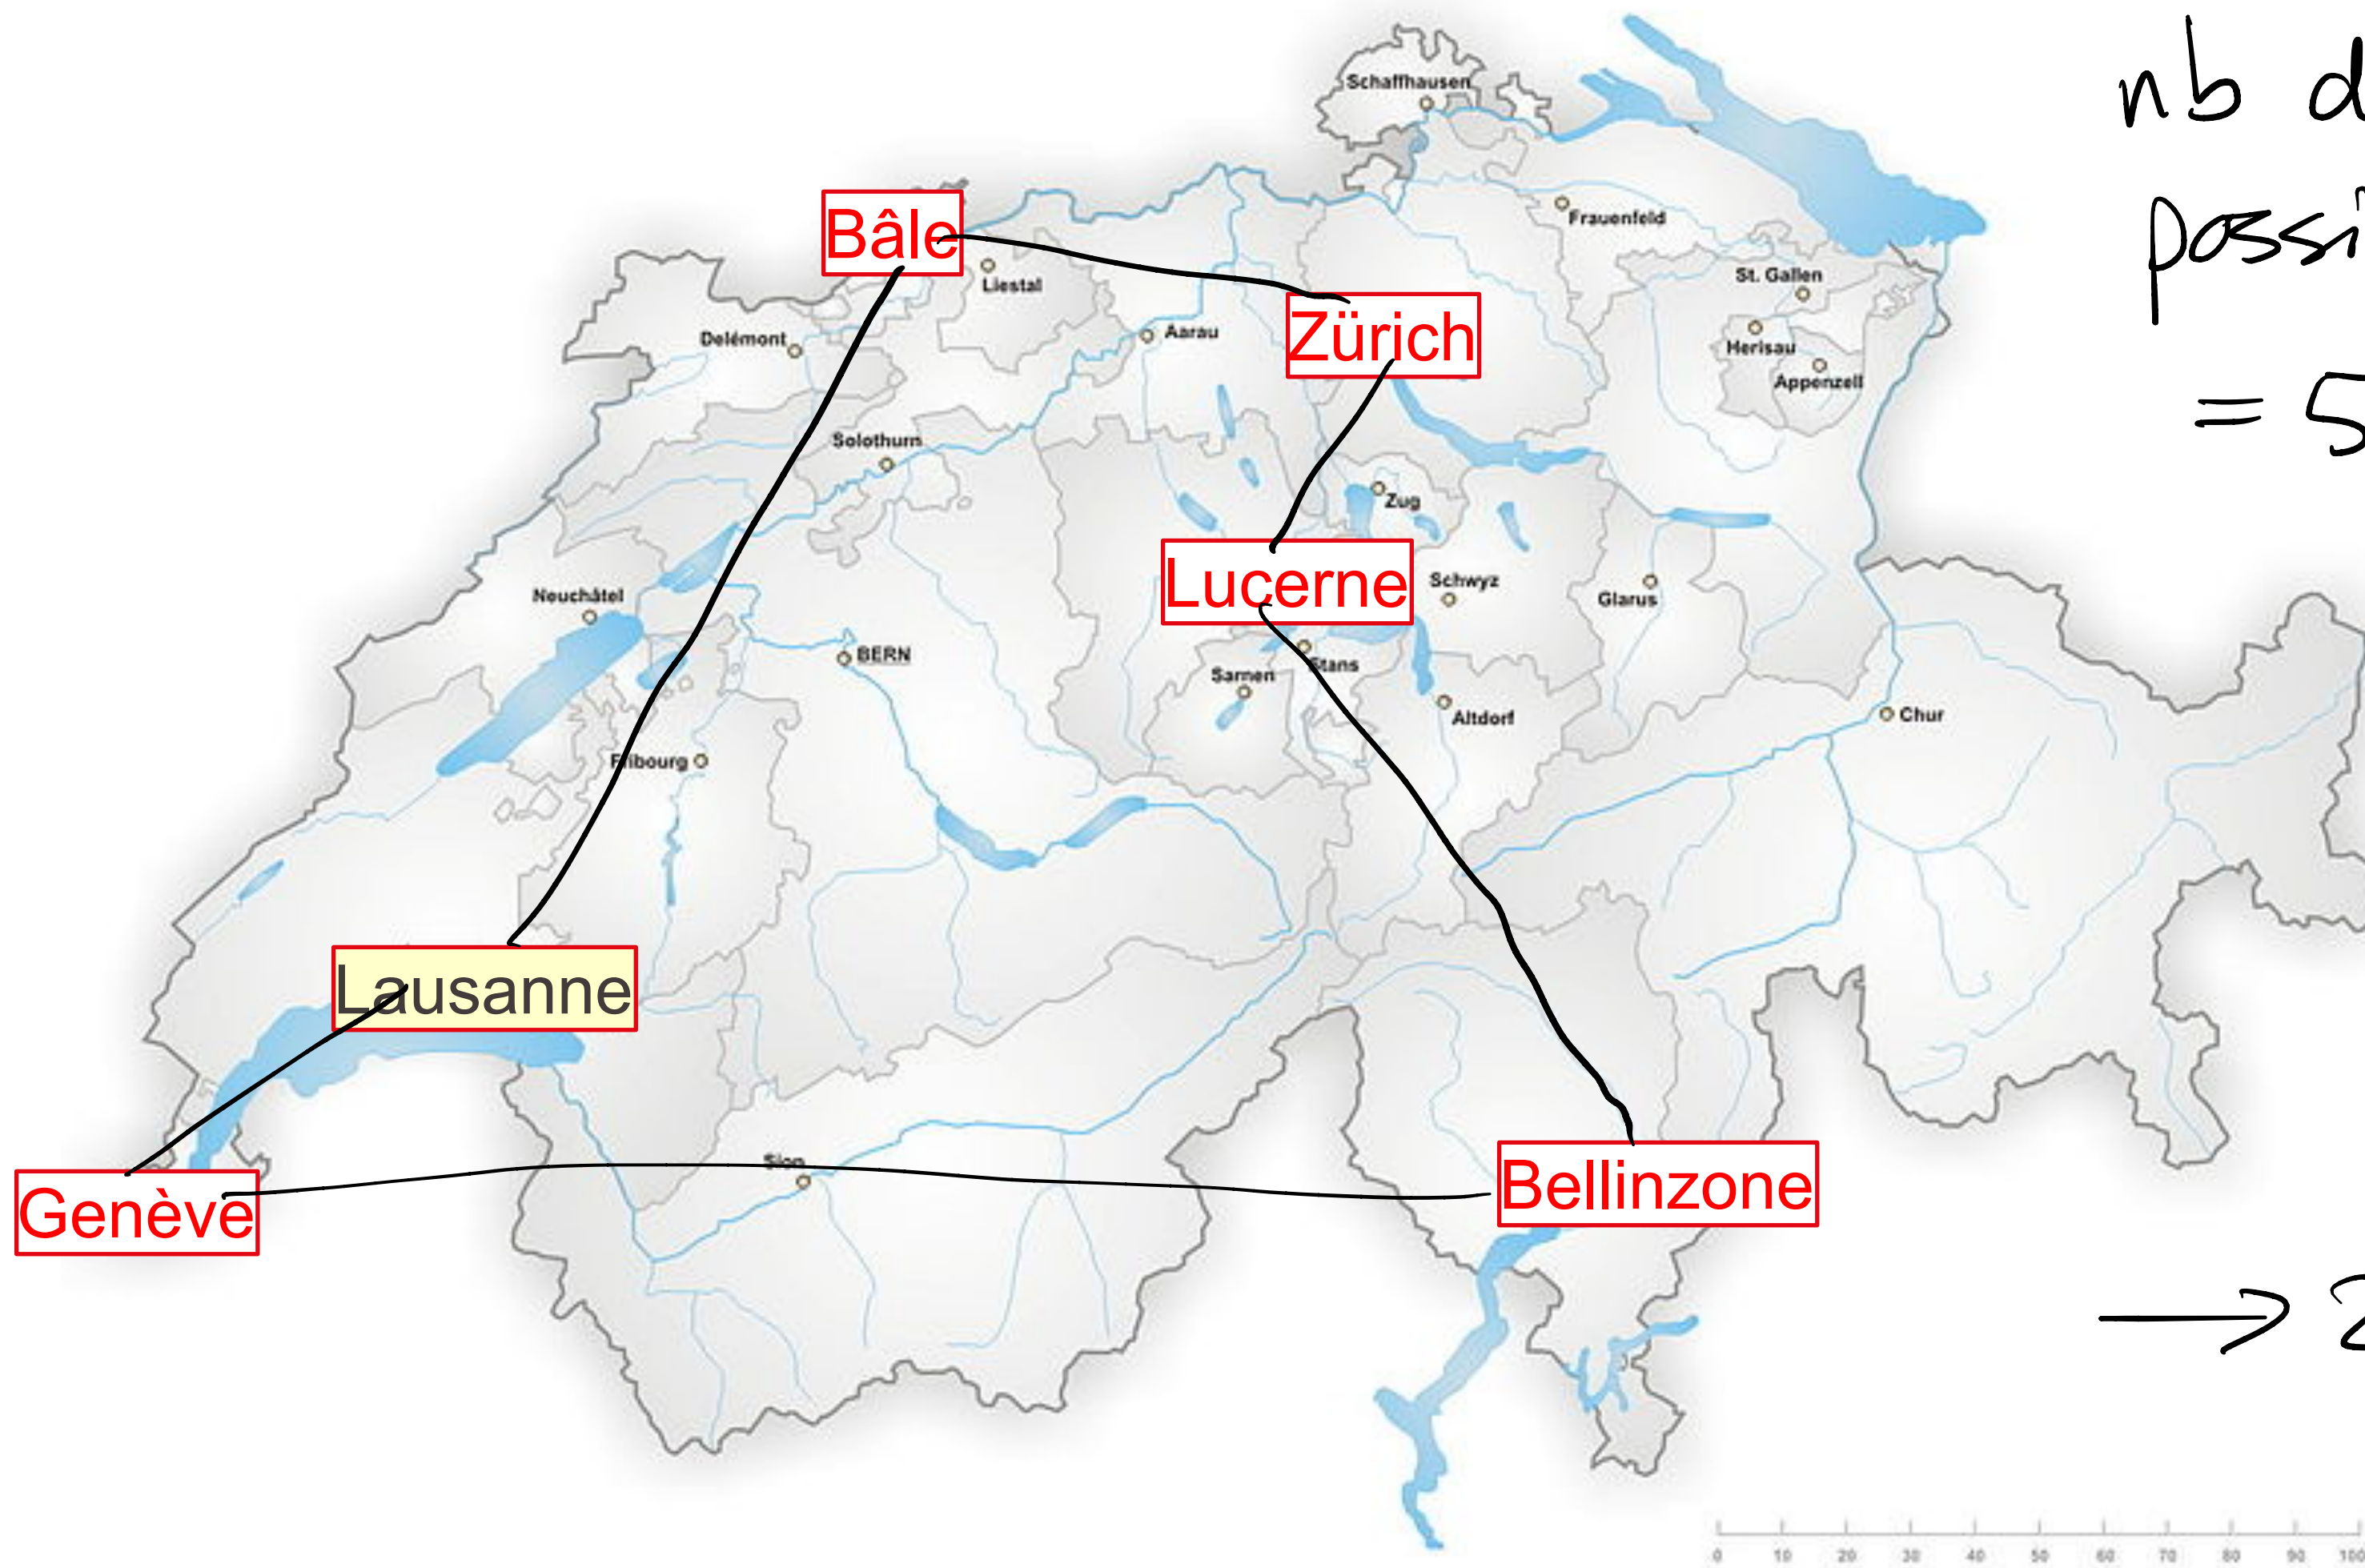 nb d
possi
= 5
Schaffhausen
Bâle
Frauenfeld
Liestal
St. Gallen
Delémont
Aarau
Zürich
Herisau
Appenzell
Solothurn
Zug
Neuchâtel
Lucerne
Schwyz
Glarus
BERN
Stans
Sarnen
Altdorf
Chur
Fribourg
Lausanne
Sion
Genève
Bellinzone
→ 2
0 10 20 30 40 50 60 70 80 90 100